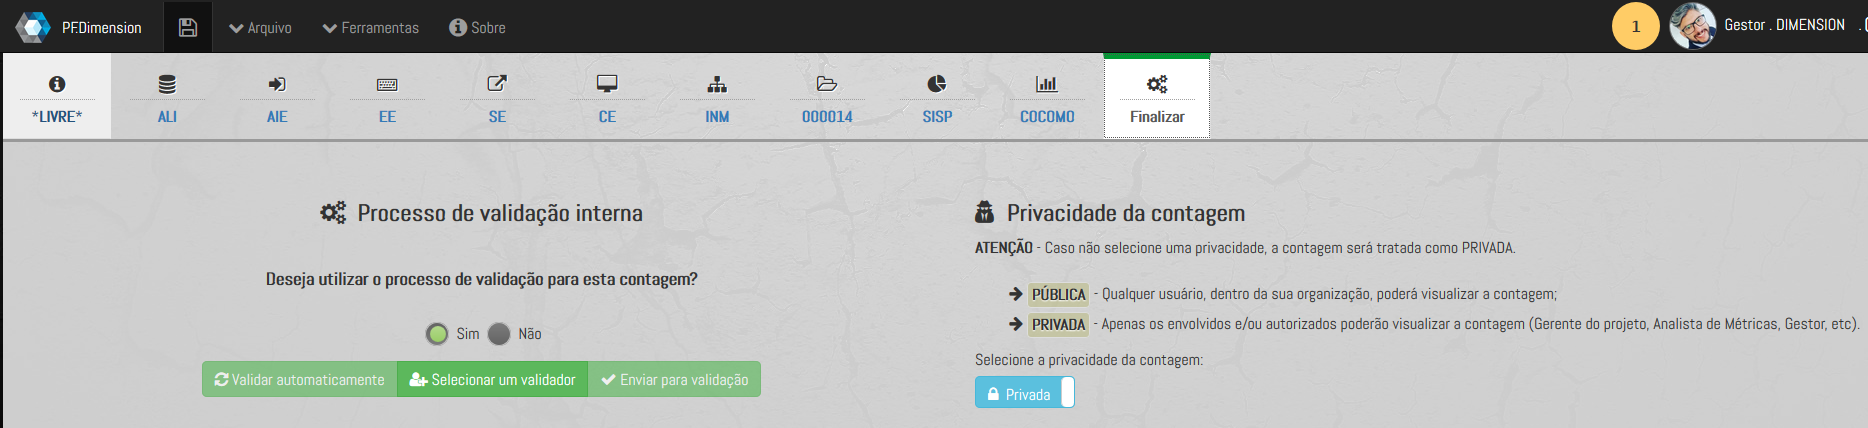 PF.Dimension Arquivo Ferramentas Sobre 1 Gestor . DIMENSION .
*LIVRE* ALI AIE EE SE CE INM 000014 SISP COCOMO Finalizar
Processo de validação interna
Deseja utilizar o processo de validação para esta contagem?
Sim Não
Validar automaticamente Selecionar um validador Enviar para validação
Privacidade da contagem
ATENÇÃO - Caso não selecione uma privacidade, a contagem será tratada como PRIVADA.
PÚBLICA - Qualquer usuário, dentro da sua organização, poderá visualizar a contagem;
PRIVADA - Apenas os envolvidos e/ou autorizados poderão visualizar a contagem (Gerente do projeto, Analista de Métricas, Gestor, etc).
Selecione a privacidade da contagem:
Privada